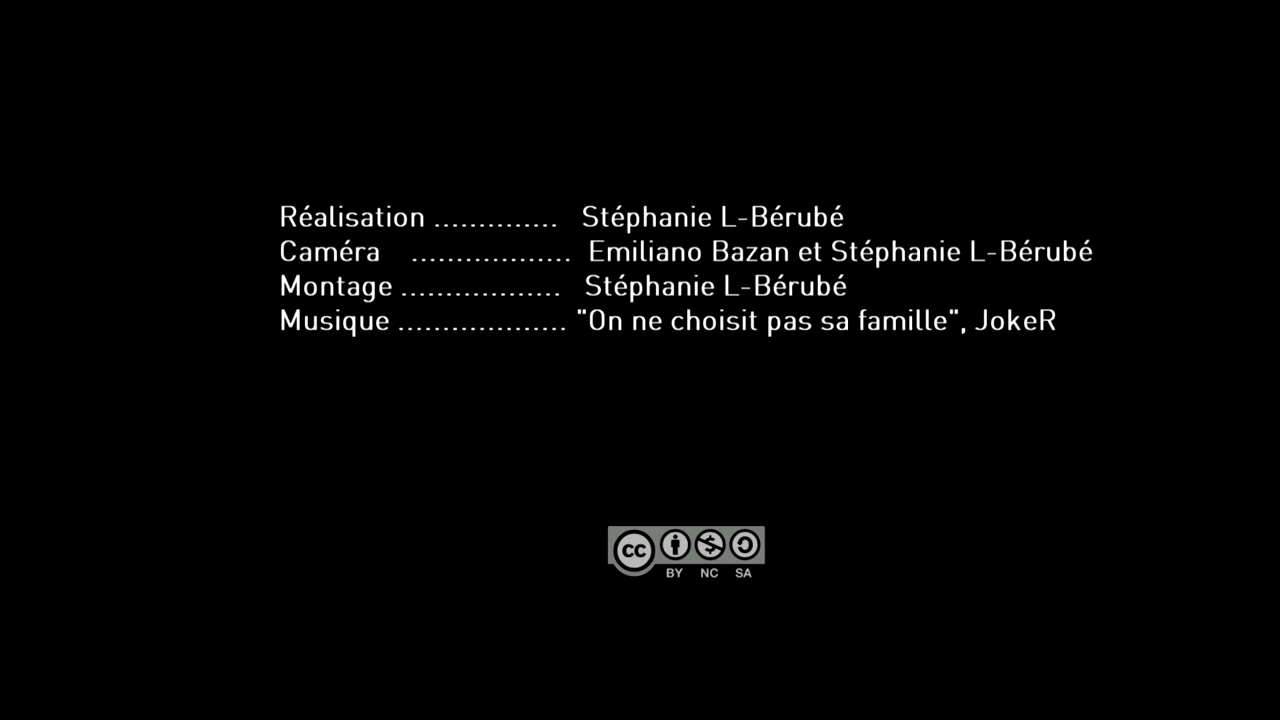 Réalisation .............. Stéphanie L-Bérubé
Caméra .................. Emiliano Bazan et Stéphanie L-Bérubé
Montage .................. Stéphanie L-Bérubé
Musique ................... "On ne choisit pas sa famille", JokeR
cc
BY NC SA